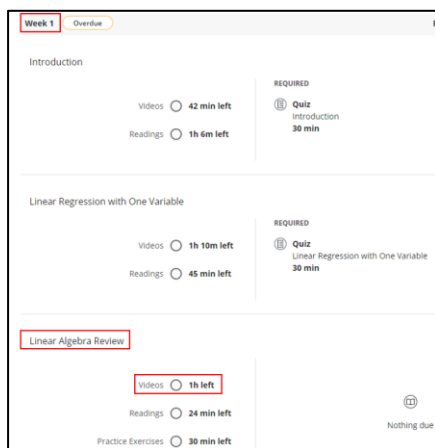 Week 1 Overdue
Introduction
Videos 42 min left
Readings 1h 6m left
REQUIRED
Quiz
Introduction
30 min
Linear Regression with One Variable
Videos 1h 10m left
Readings 45 min left
REQUIRED
Quiz
Linear Regression with One Variable
30 min
Linear Algebra Review
Videos 1h left
Readings 24 min left
Practice Exercises 30 min left
Nothing due